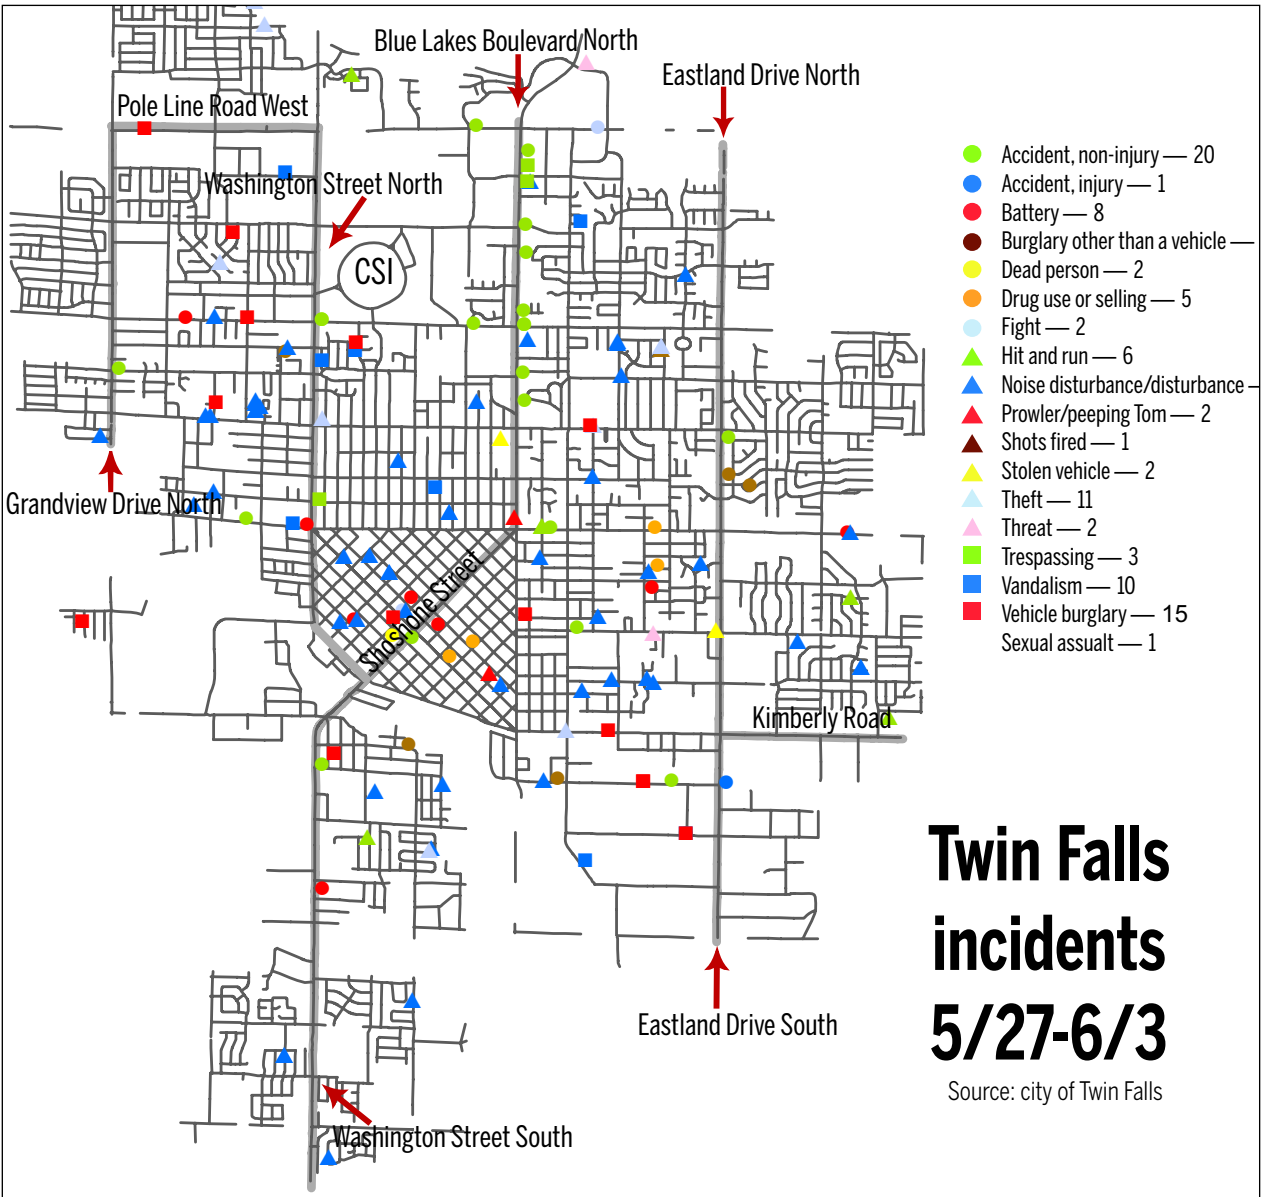 Blue Lakes Boulevard North
Eastland Drive North
Pole Line Road West
Washington Street North
CSI
Grandview Drive North
Shoshone Street
Kimberly Road
Eastland Drive South
Washington Street South
Accident, non-injury — 20
Accident, injury — 1
Battery — 8
Burglary other than a vehicle —
Dead person — 2
Drug use or selling — 5
Fight — 2
Hit and run — 6
Noise disturbance/disturbance —
Prowler/peeping Tom — 2
Shots fired — 1
Stolen vehicle — 2
Theft — 11
Threat — 2
Trespassing — 3
Vandalism — 10
Vehicle burglary — 15
Sexual assualt — 1
Twin Falls
incidents
5/27-6/3
Source: city of Twin Falls